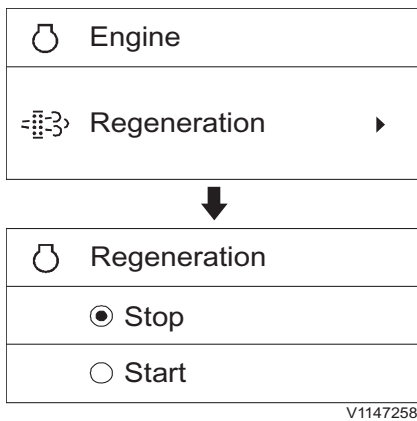 Engine
Regeneration
Regeneration
Stop
Start
V1147258